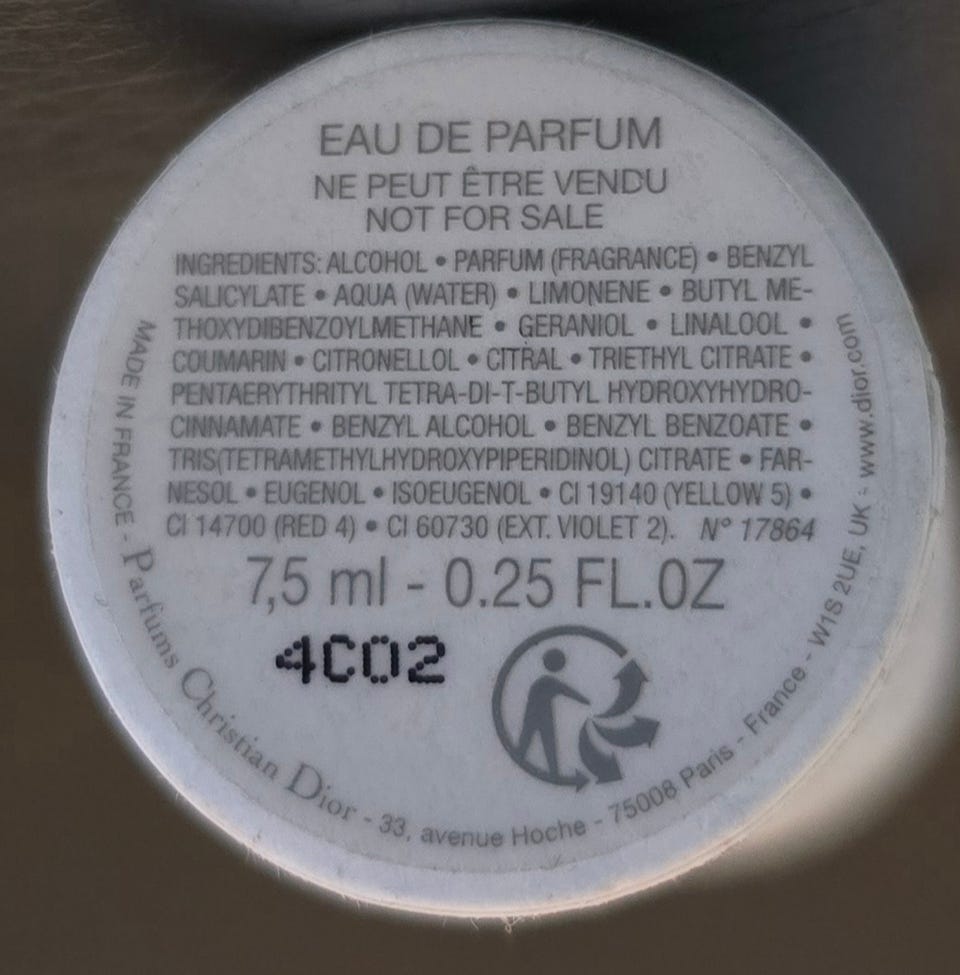 EAU DE PARFUM
NE PEUT ÊTRE VENDU
NOT FOR SALE
INGREDIENTS: ALCOHOL • PARFUM (FRAGRANCE) • BENZYL
SALICYLATE • AQUA (WATER) • LIMONENE • BUTYL ME-
THOXYDIBENZOYLMETHANE • GERANIOL • LINALOOL •
COUMARIN • CITRONELLOL • CITRAL • TRIETHYL CITRATE •
PENTAERYTHRITYL TETRA-DI-T-BUTYL HYDROXYHYDRO-
CINNAMATE • BENZYL ALCOHOL • BENZYL BENZOATE •
TRIS(TETRAMETHYLHYDROXYPIPERIDINOL) CITRATE • FAR-
NESOL • EUGENOL • ISOEUGENOL • CI 19140 (YELLOW 5) •
CI 14700 (RED 4) • CI 60730 (EXT. VIOLET 2). N° 17864
7,5 ml - 0.25 FL.OZ
4C02
MADE IN FRANCE - Parfums Christian Dior - 33, avenue Hoche - 75008 Paris - France - W1S 2UE, UK - www.dior.com